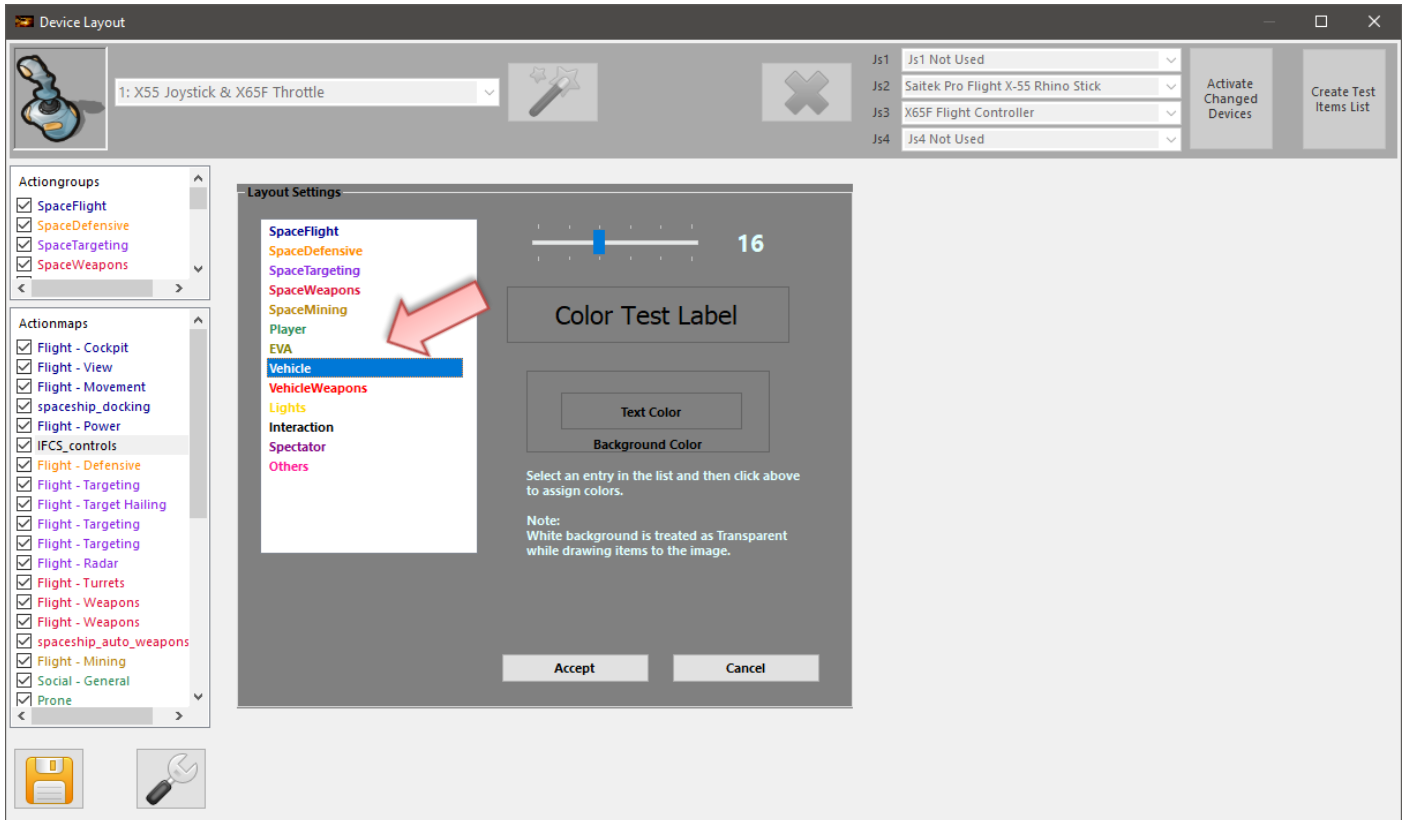 Device Layout
1: X55 Joystick & X65F Throttle
Js1 Js1 Not Used
Js2 Saitek Pro Flight X-55 Rhino Stick
Js3 X65F Flight Controller
Js4 Js4 Not Used
Activate
Changed
Devices
Create Test
Items List
Actiongroups
SpaceFlight
SpaceDefensive
SpaceTargeting
SpaceWeapons
Actionmaps
Flight - Cockpit
Flight - View
Flight - Movement
spaceship_docking
Flight - Power
IFCS_controls
Flight - Defensive
Flight - Targeting
Flight - Target Hailing
Flight - Targeting
Flight - Targeting
Flight - Radar
Flight - Turrets
Flight - Weapons
Flight - Weapons
spaceship_auto_weapons
Flight - Mining
Social - General
Prone
Layout Settings
SpaceFlight
SpaceDefensive
SpaceTargeting
SpaceWeapons
SpaceMining
Player
EVA
Vehicle
VehicleWeapons
Lights
Interaction
Spectator
Others
16
Color Test Label
Text Color
Background Color
Select an entry in the list and then click above
to assign colors.
Note:
White background is treated as Transparent
while drawing items to the image.
Accept
Cancel